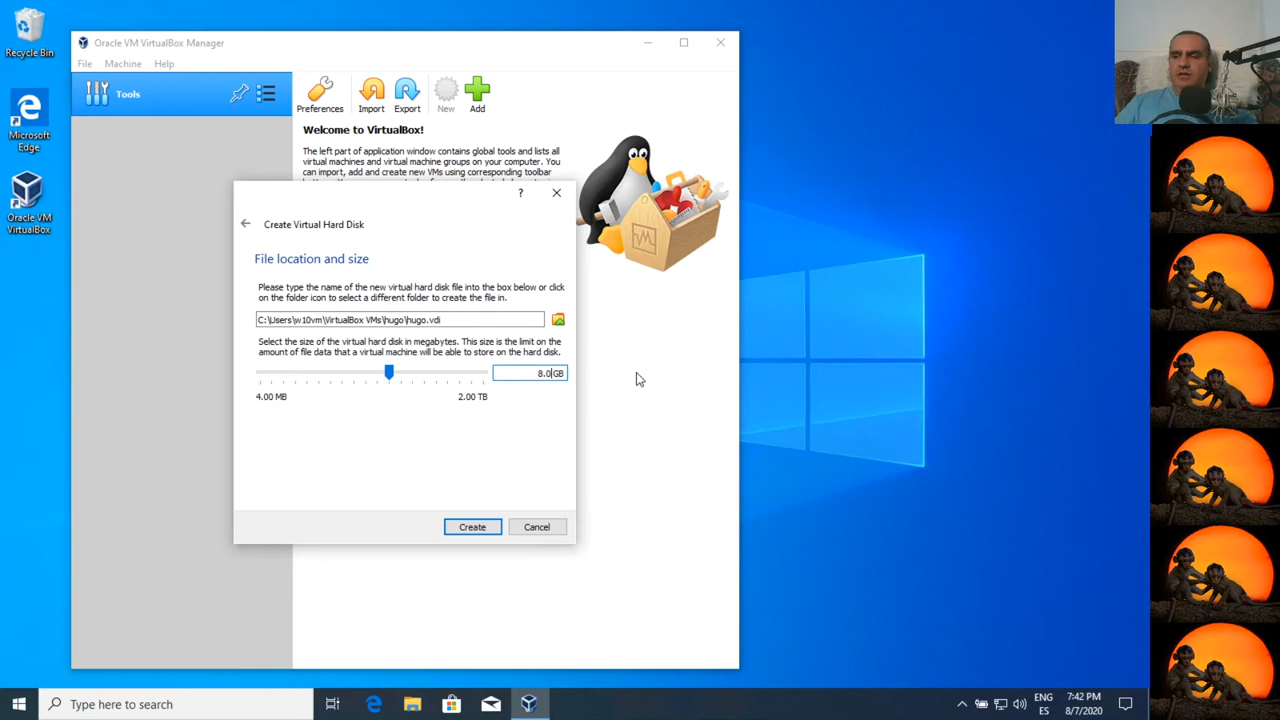 Recycle Bin
Microsoft
Edge
Oracle VM
VirtualBox
Oracle VM VirtualBox Manager
File Machine Help
Tools
Preferences Import Export New Add
Welcome to VirtualBox!
The left part of application window contains global tools and lists all
virtual machines and virtual machine groups on your computer. You
can import, add and create new VMs using corresponding toolbar
?
Create Virtual Hard Disk
File location and size
Please type the name of the new virtual hard disk file into the box below or click
on the folder icon to select a different folder to create the file in.
C:\Users\w10vm\VirtualBox VMs\hugo\hugo.vdi
Select the size of the virtual hard disk in megabytes. This size is the limit on the
amount of file data that a virtual machine will be able to store on the hard disk.
8.0 GB
4.00 MB 2.00 TB
Create Cancel
Type here to search
ENG 7:42 PM
ES 8/7/2020